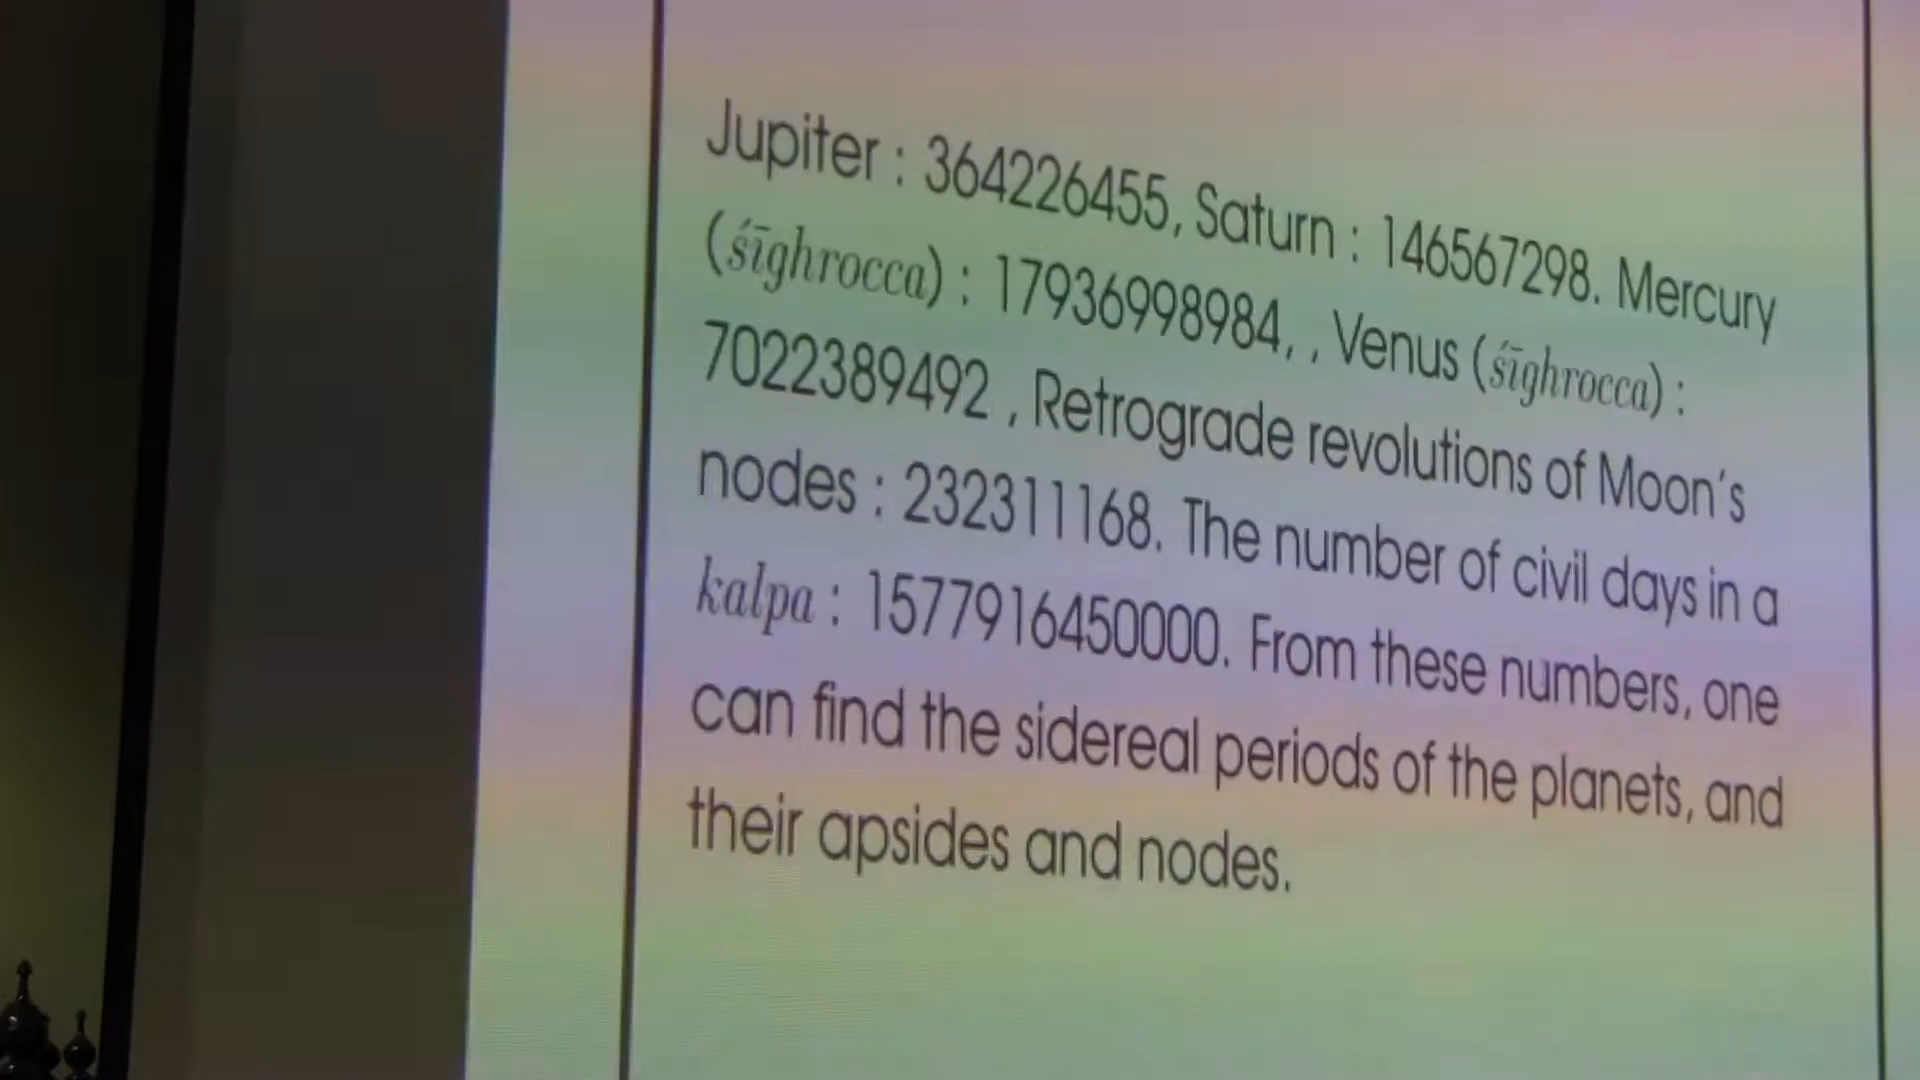 Jupiter : 364226455, Saturn : 146567298. Mercury
(śīghrocca) : 17936998984, , Venus (śīghrocca) :
7022389492 , Retrograde revolutions of Moon's
nodes : 232311168. The number of civil days in a
kalpa : 1577916450000. From these numbers, one
can find the sidereal periods of the planets, and
their apsides and nodes.